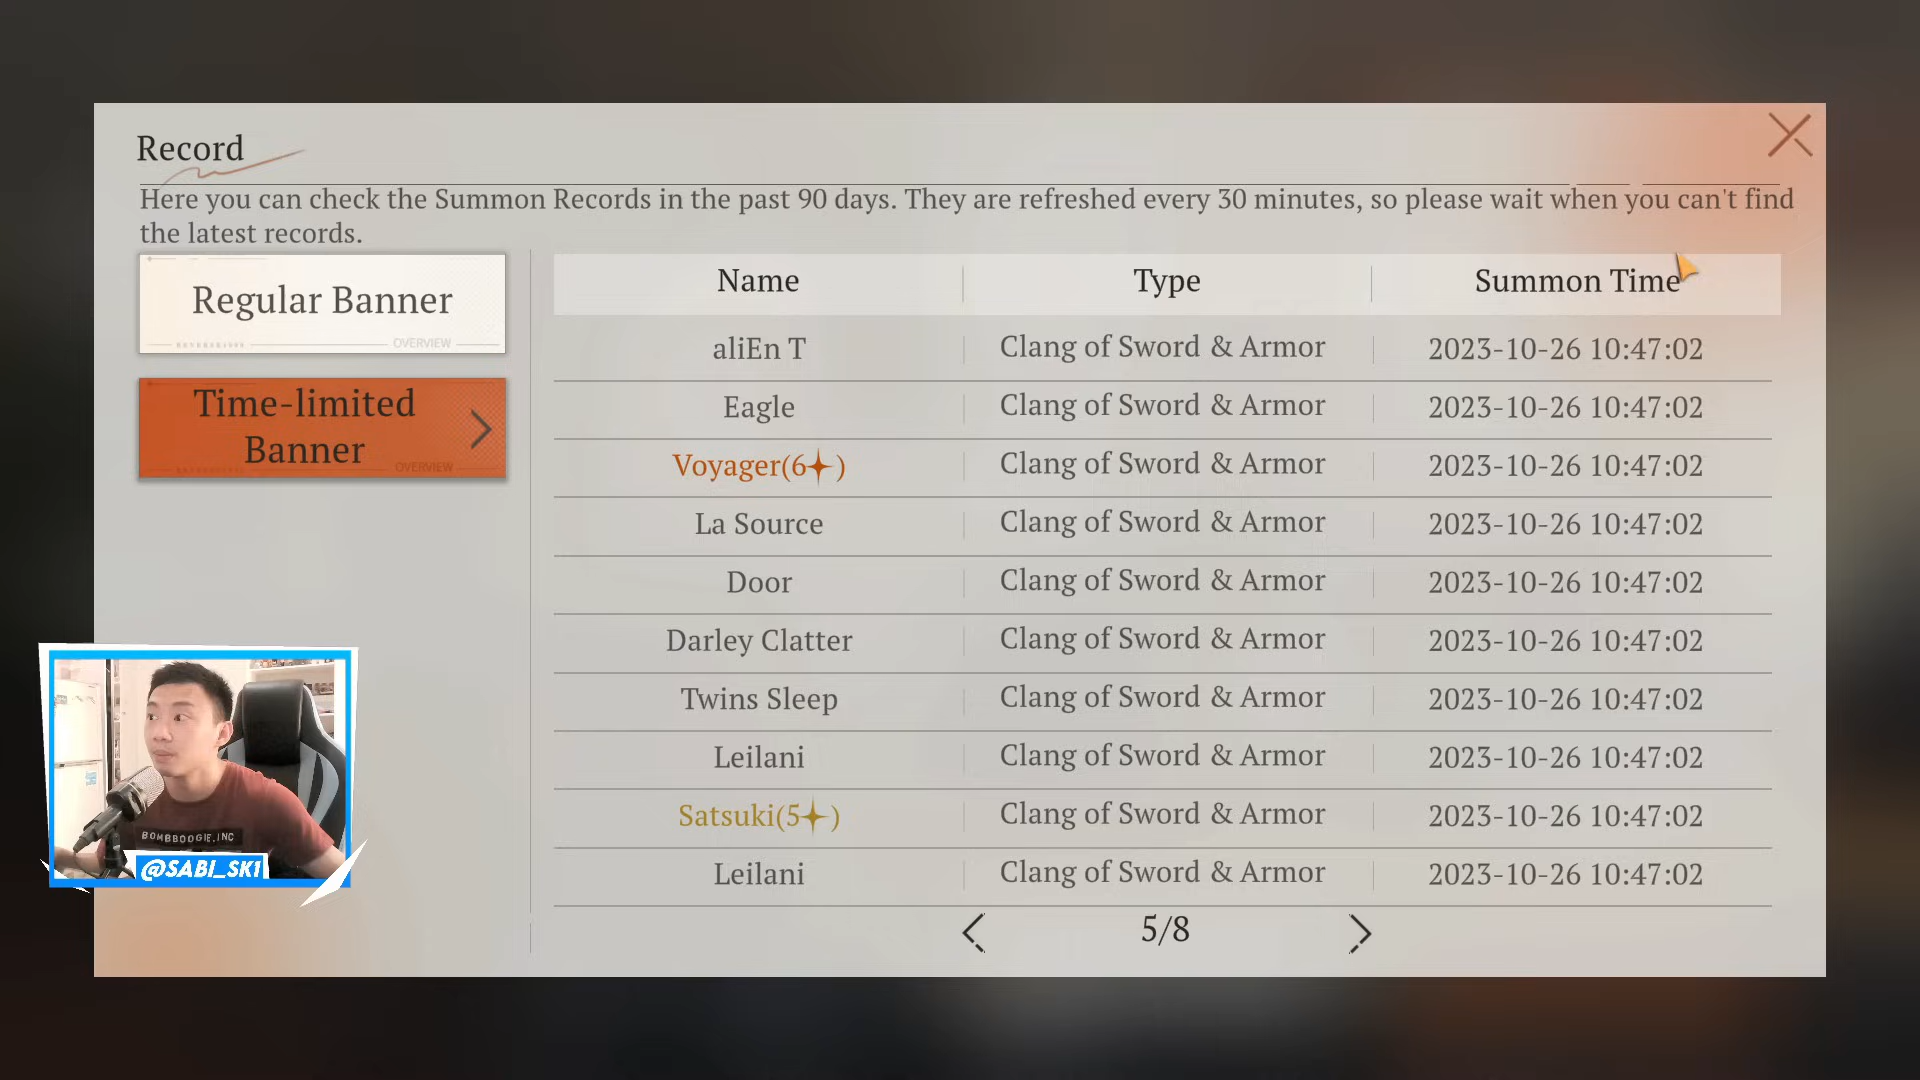 Record
Here you can check the Summon Records in the past 90 days. They are refreshed every 30 minutes, so please wait when you can't find
the latest records.
Regular Banner
OVERVIEW
Time-limited
Banner
OVERVIEW
Name Type Summon Time
aliEn T Clang of Sword & Armor 2023-10-26 10:47:02
Eagle Clang of Sword & Armor 2023-10-26 10:47:02
Voyager(6✦) Clang of Sword & Armor 2023-10-26 10:47:02
La Source Clang of Sword & Armor 2023-10-26 10:47:02
Door Clang of Sword & Armor 2023-10-26 10:47:02
Darley Clatter Clang of Sword & Armor 2023-10-26 10:47:02
Twins Sleep Clang of Sword & Armor 2023-10-26 10:47:02
Leilani Clang of Sword & Armor 2023-10-26 10:47:02
Satsuki(5✦) Clang of Sword & Armor 2023-10-26 10:47:02
Leilani Clang of Sword & Armor 2023-10-26 10:47:02
5/8
BOMBBOOGIE.INC
@SABI_SK1